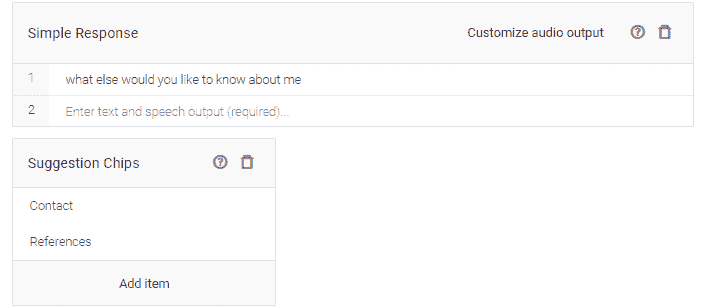 Simple Response Customize audio output
1 what else would you like to know about me
2 Enter text and speech output (required)...
Suggestion Chips
Contact
References
Add item